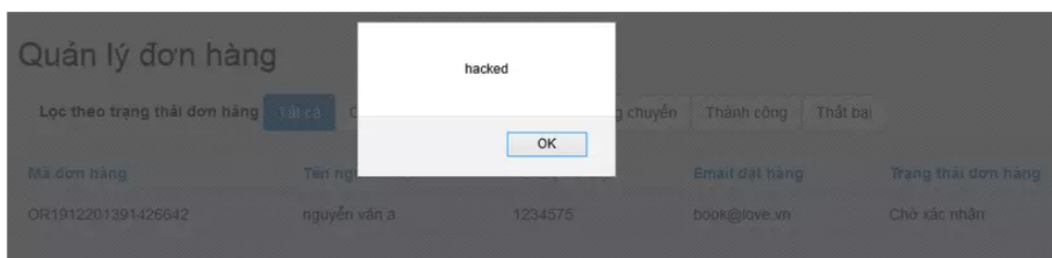 Quản lý đơn hàng
hacked
Lọc theo trạng thái đơn hàng Tất cả chuyển Thành công Thất bại
OK
Mã đơn hàng Tên Email đặt hàng Trạng thái đơn hàng
OR1912201391426642 nguyễn văn a 1234575 book@love.vn Chờ xác nhận